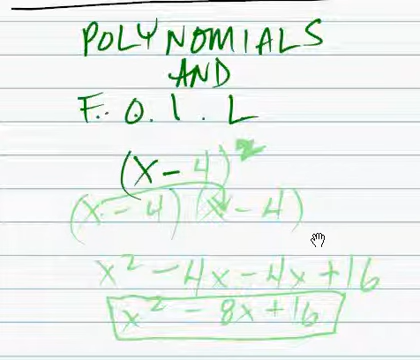 POLYNOMIALS
AND
F. O. I. L
(x - 4)²
(x - 4) (x - 4)
x² - 4x - 4x + 16
x² - 8x + 16